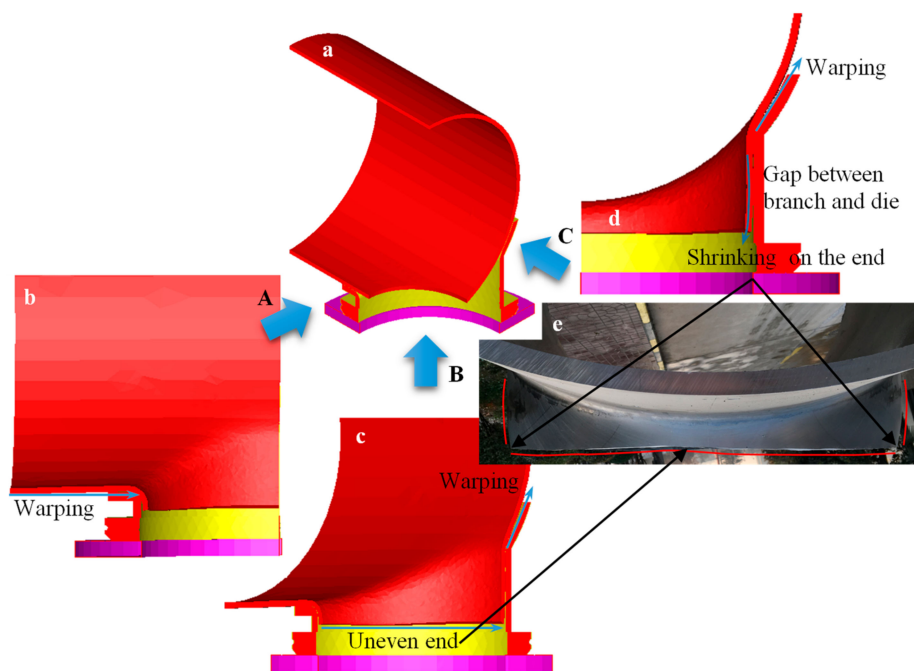 a
Warping
Gap between
branch and die
d
C
Shrinking on the end
b
A
e
B
c
Warping
Warping
Uneven end